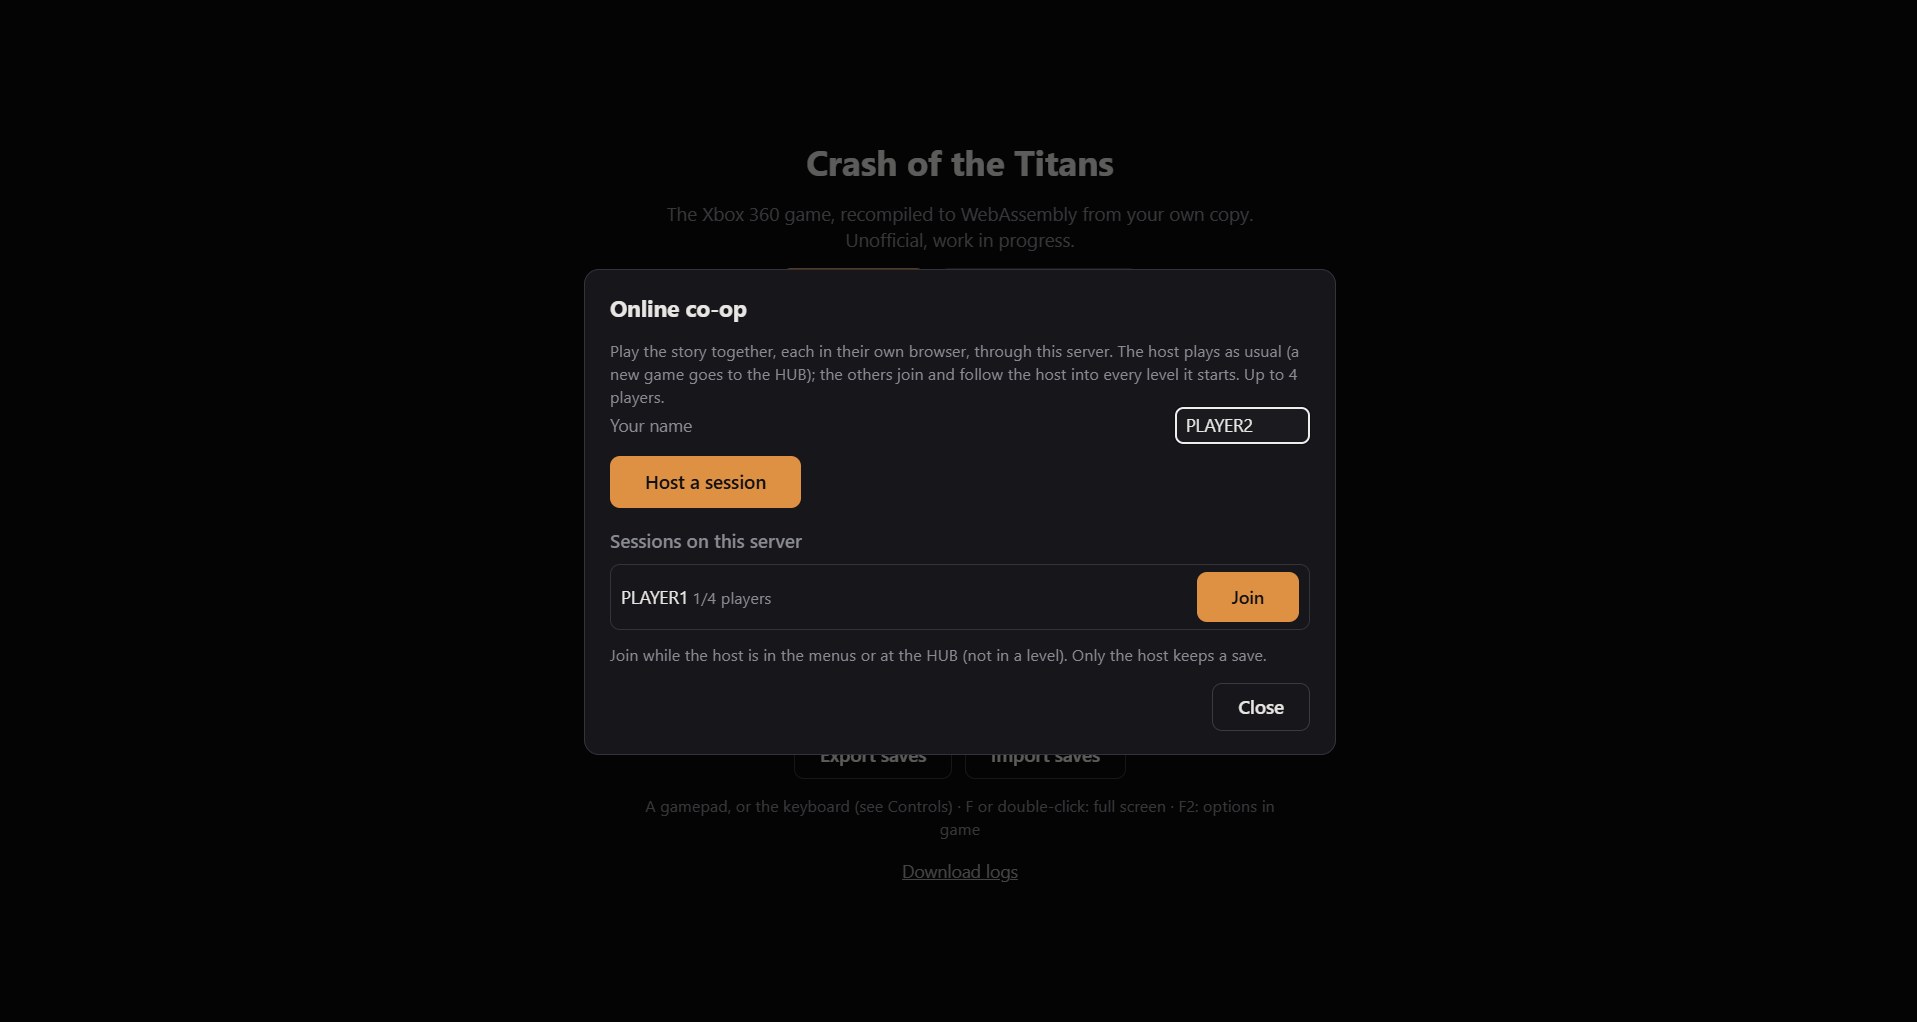 Crash of the Titans
The Xbox 360 game, recompiled to WebAssembly from your own copy.
Unofficial, work in progress.
Online co-op
Play the story together, each in their own browser, through this server. The host plays as usual (a
new game goes to the HUB); the others join and follow the host into every level it starts. Up to 4
players.
Your name
PLAYER2
Host a session
Sessions on this server
PLAYER1 1/4 players
Join
Join while the host is in the menus or at the HUB (not in a level). Only the host keeps a save.
Close
Export saves
Import saves
A gamepad, or the keyboard (see Controls) · F or double-click: full screen · F2: options in
game
Download logs